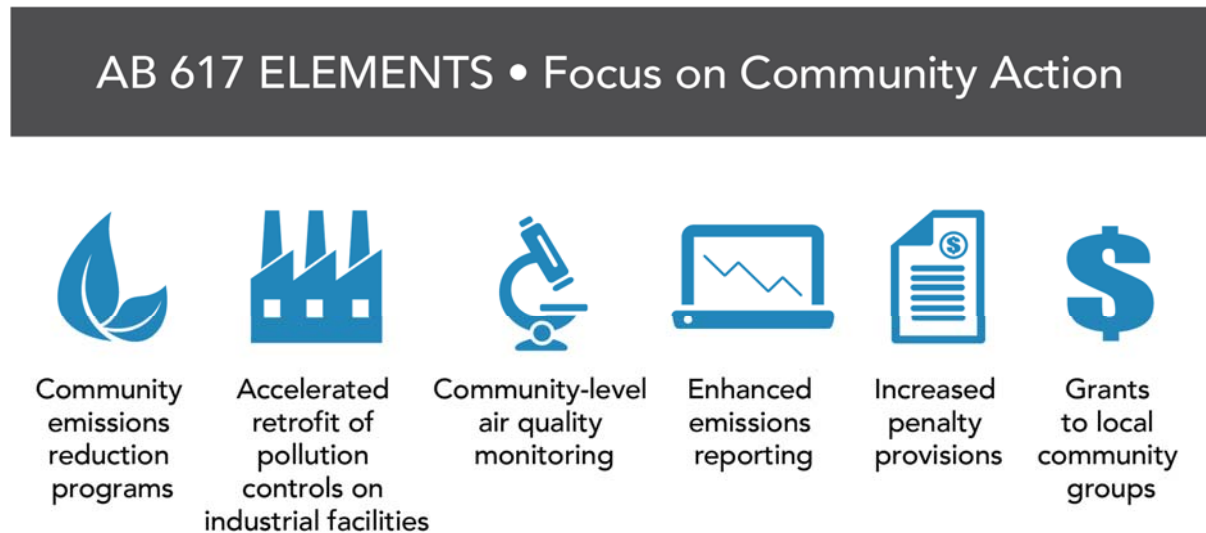 AB 617 ELEMENTS • Focus on Community Action
$
Community
emissions
reduction
programs
Accelerated
retrofit of
pollution
controls on
industrial facilities
Community-level
air quality
monitoring
Enhanced
emissions
reporting
Increased
penalty
provisions
$
Grants
to local
community
groups